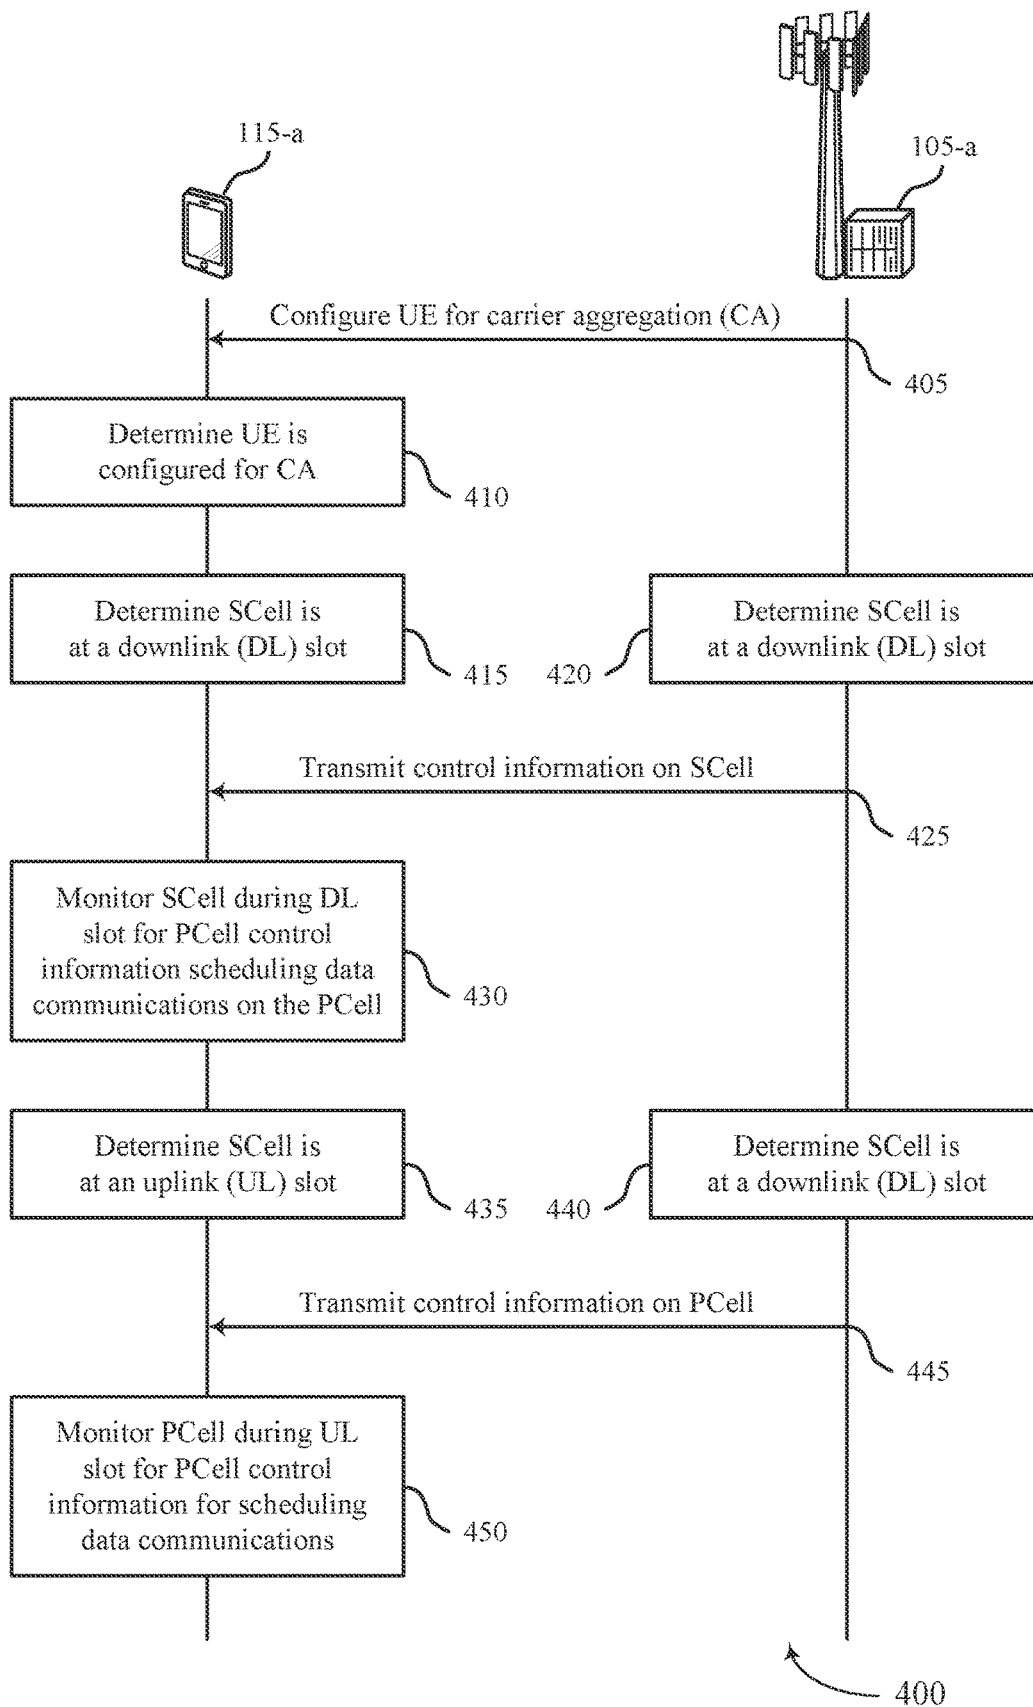 115-a
105-a
Configure UE for carrier aggregation (CA)
405
Determine UE is
configured for CA
410
Determine SCell is
at a downlink (DL) slot
415
420
Determine SCell is
at a downlink (DL) slot
Transmit control information on SCell
425
Monitor SCell during DL
slot for PCell control
information scheduling data
communications on the PCell
430
Determine SCell is
at an uplink (UL) slot
435
440
Determine SCell is
at a downlink (DL) slot
Transmit control information on PCell
445
Monitor PCell during UL
slot for PCell control
information for scheduling
data communications
450
400